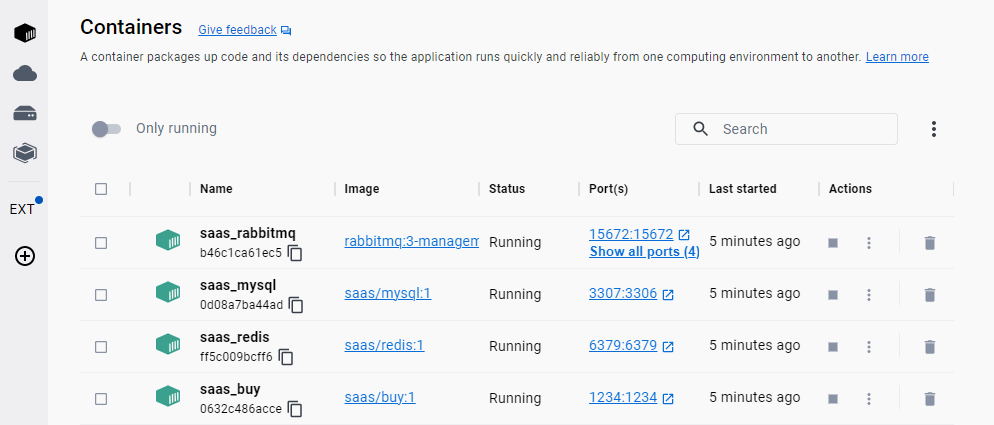 Containers Give feedback
A container packages up code and its dependencies so the application runs quickly and reliably from one computing environment to another. Learn more
Only running Search
EXT
Name Image Status Port(s) Last started Actions
saas_rabbitmq
b46c1ca61ec5
rabbitmq:3-managem Running
15672:15672
Show all ports (4)
5 minutes ago
saas_mysql
0d08a7ba44ad
saas/mysql:1 Running 3307:3306 5 minutes ago
saas_redis
ff5c009bcff6
saas/redis:1 Running 6379:6379 5 minutes ago
saas_buy
0632c486acce
saas/buy:1 Running 1234:1234 5 minutes ago